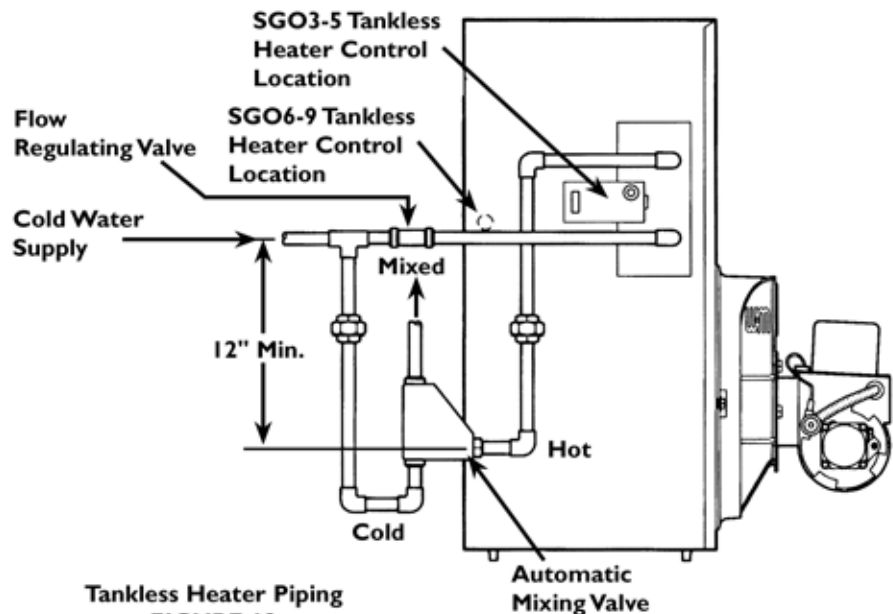 SGO3-5 Tankless
Heater Control
Location
SGO6-9 Tankless
Heater Control
Location
Flow
Regulating Valve
Cold Water
Supply
Mixed
12" Min.
Hot
Cold
Automatic
Mixing Valve
Tankless Heater Piping